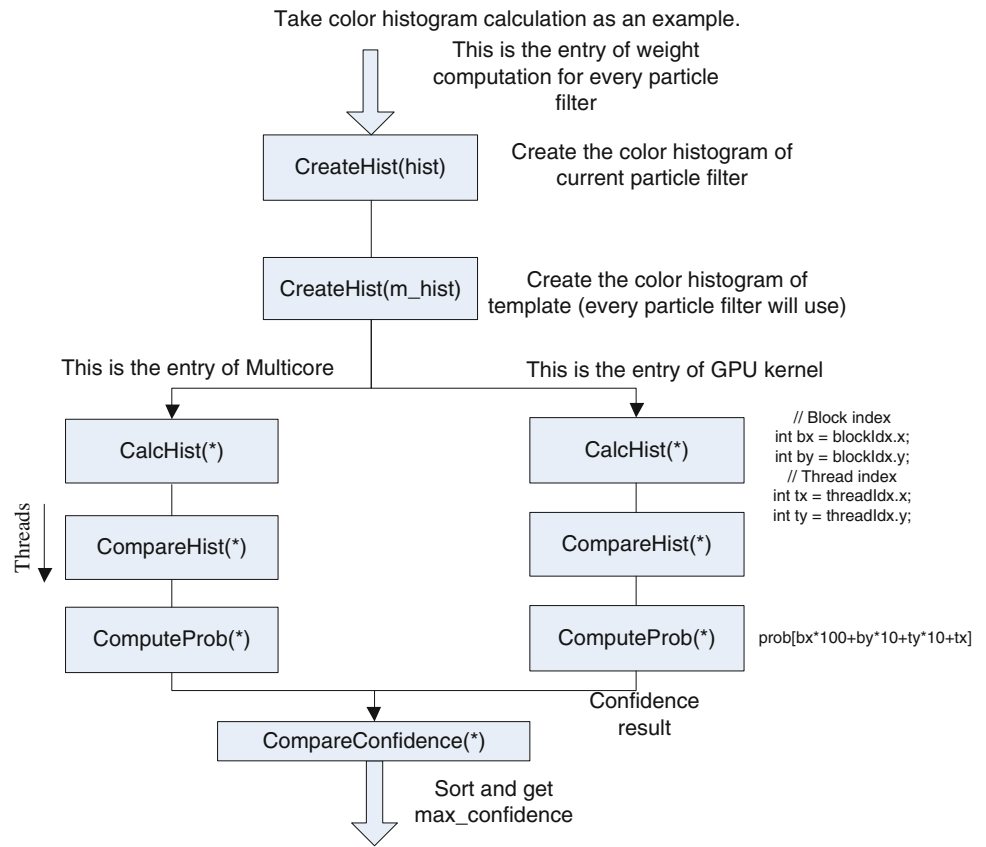 Take color histogram calculation as an example.
This is the entry of weight
computation for every particle
filter
CreateHist(hist)
Create the color histogram of
current particle filter
CreateHist(m_hist)
Create the color histogram of
template (every particle filter will use)
This is the entry of Multicore
This is the entry of GPU kernel
CalcHist(*)
CalcHist(*)
// Block index
int bx = blockIdx.x;
int by = blockIdx.y;
// Thread index
int tx = threadIdx.x;
int ty = threadIdx.y;
Threads
CompareHist(*)
CompareHist(*)
ComputeProb(*)
ComputeProb(*)
prob[bx*100+by*10+ty*10+tx]
Confidence
result
CompareConfidence(*)
Sort and get
max_confidence